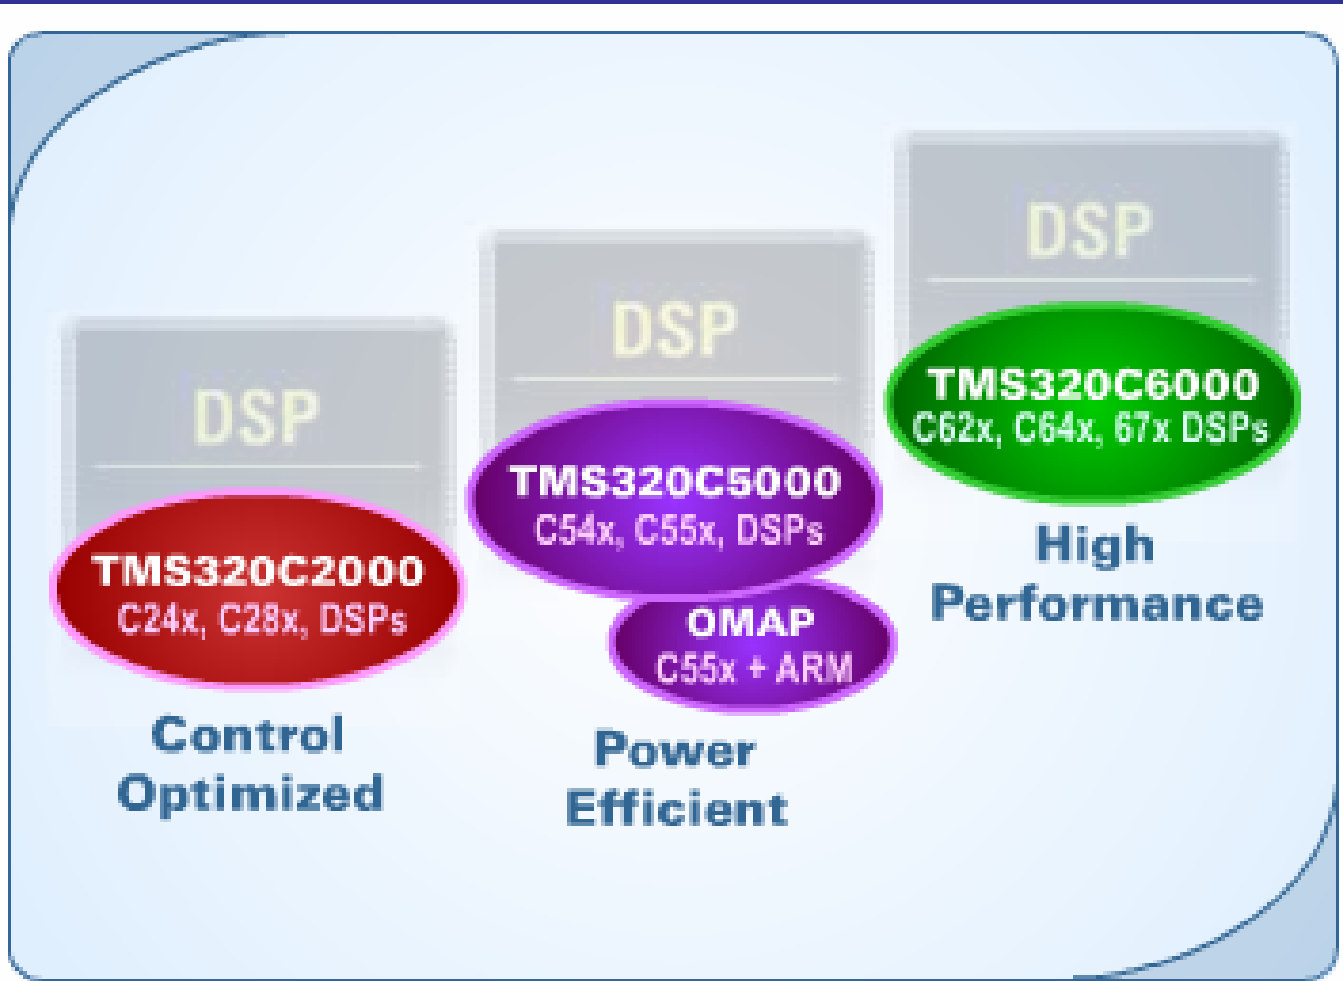 DSP
TMS320C2000
C24x, C28x, DSPs
Control
Optimized
DSP
TMS320C5000
C54x, C55x, DSPs
OMAP
C55x + ARM
Power
Efficient
DSP
TMS320C6000
C62x, C64x, 67x DSPs
High
Performance